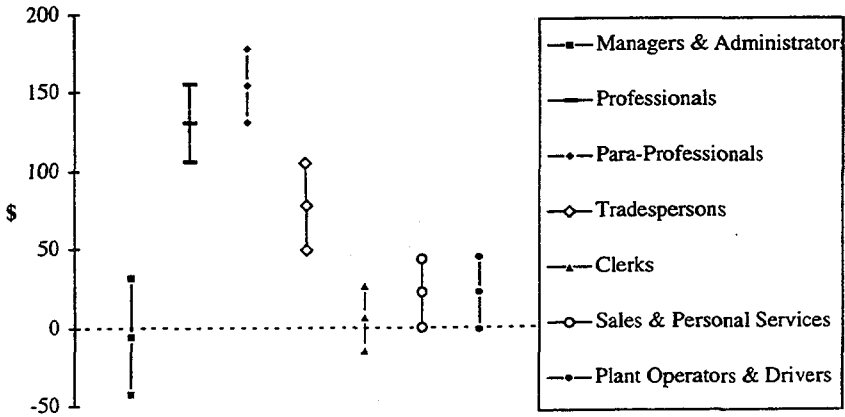 200
150
100
50
0
-50
$
Managers & Administrator
Professionals
Para-Professionals
Tradespersons
Clerks
Sales & Personal Services
Plant Operators & Drivers